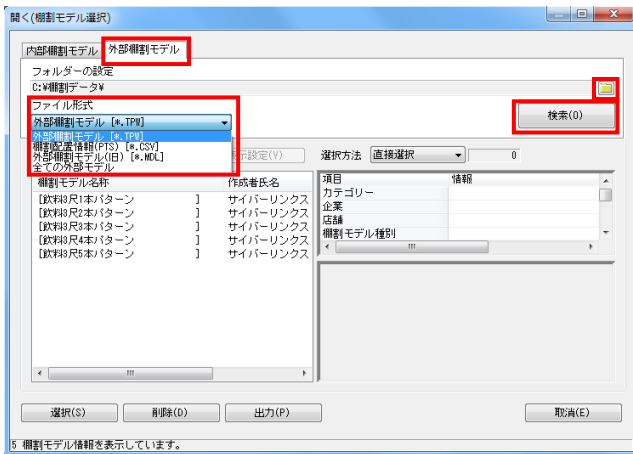 開く(棚割モデル選択)
内部棚割モデル 外部棚割モデル
フォルダーの設定
C:¥棚割データ¥
ファイル形式
検索(O)
外部棚割モデル [*.TPW]
外部棚割モデル [*.TPW]
棚割配置情報(PTS) [*.CSV]
外部棚割モデル(旧) [*.MDL]
全ての外部モデル
表示設定(V) 選択方法 直接選択 0
棚割モデル名称 作成者氏名
[飲料3尺1本パターン ] サイバーリンクス
[飲料3尺2本パターン ] サイバーリンクス
[飲料3尺3本パターン ] サイバーリンクス
[飲料3尺4本パターン ] サイバーリンクス
[飲料3尺5本パターン ] サイバーリンクス
項目 情報
カテゴリー
企業
店舗
棚割モデル種別
選択(S) 削除(D) 出力(P) 取消(E)
5 棚割モデル情報を表示しています。